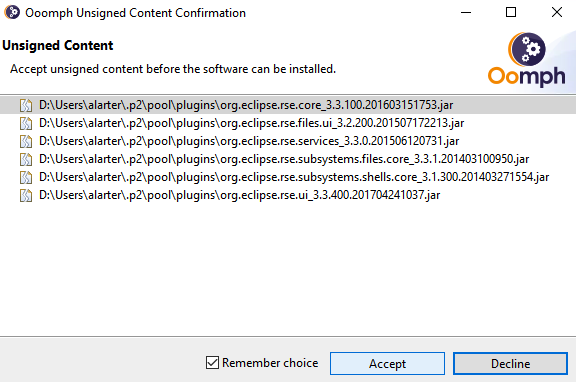 Ooomph Unsigned Content Confirmation
Unsigned Content
Accept unsigned content before the software can be installed.
Oomph
D:\Users\alarter\.p2\pool\plugins\org.eclipse.rse.core_3.3.100.201603151753.jar
D:\Users\alarter\.p2\pool\plugins\org.eclipse.rse.files.ui_3.2.200.201507172213.jar
D:\Users\alarter\.p2\pool\plugins\org.eclipse.rse.services_3.3.0.201506120731.jar
D:\Users\alarter\.p2\pool\plugins\org.eclipse.rse.subsystems.files.core_3.3.1.201403100950.jar
D:\Users\alarter\.p2\pool\plugins\org.eclipse.rse.subsystems.shells.core_3.1.300.201403271554.jar
D:\Users\alarter\.p2\pool\plugins\org.eclipse.rse.ui_3.3.400.201704241037.jar
Remember choice
Accept
Decline